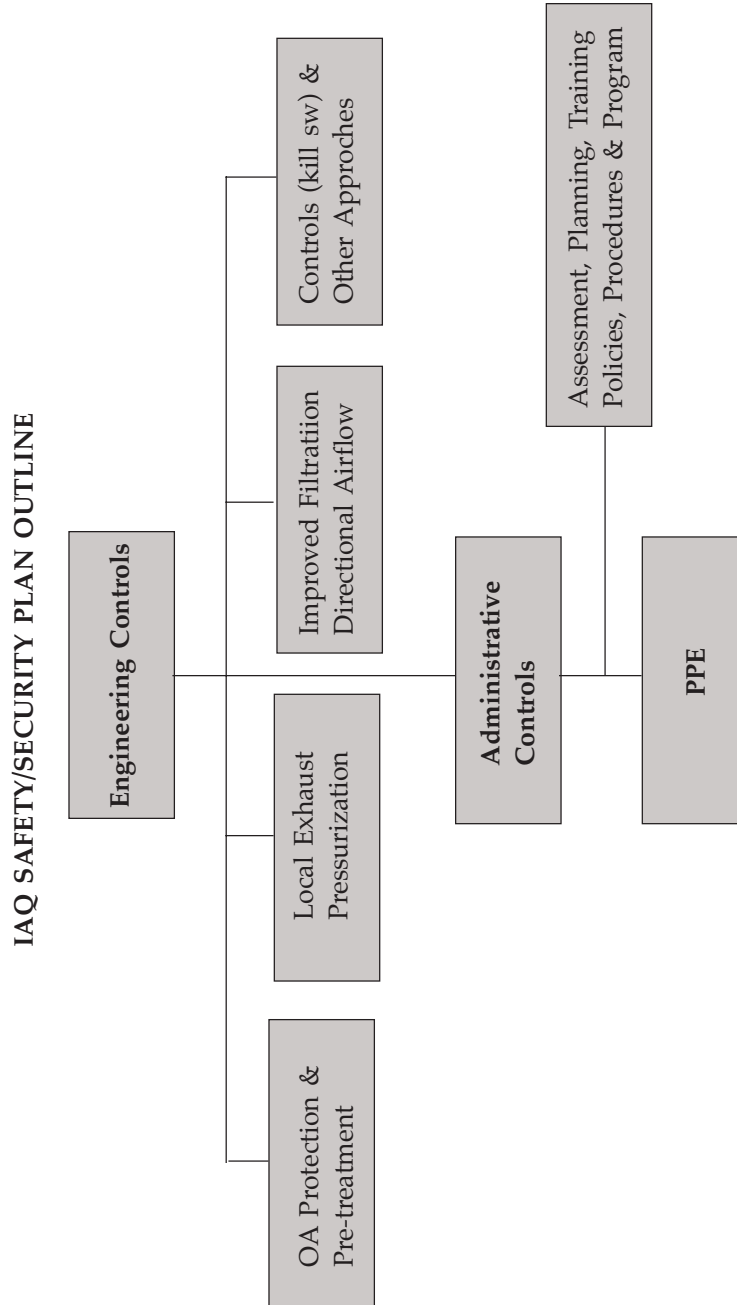 IAQ SAFETY/SECURITY PLAN OUTLINE
Engineering Controls
OA Protection &
Pre-treatment
Local Exhaust
Pressurization
Improved Filtratiion
Directional Airflow
Controls (kill sw) &
Other Approches
Administrative
Controls
Assessment, Planning, Training
Policies, Procedures & Program
PPE